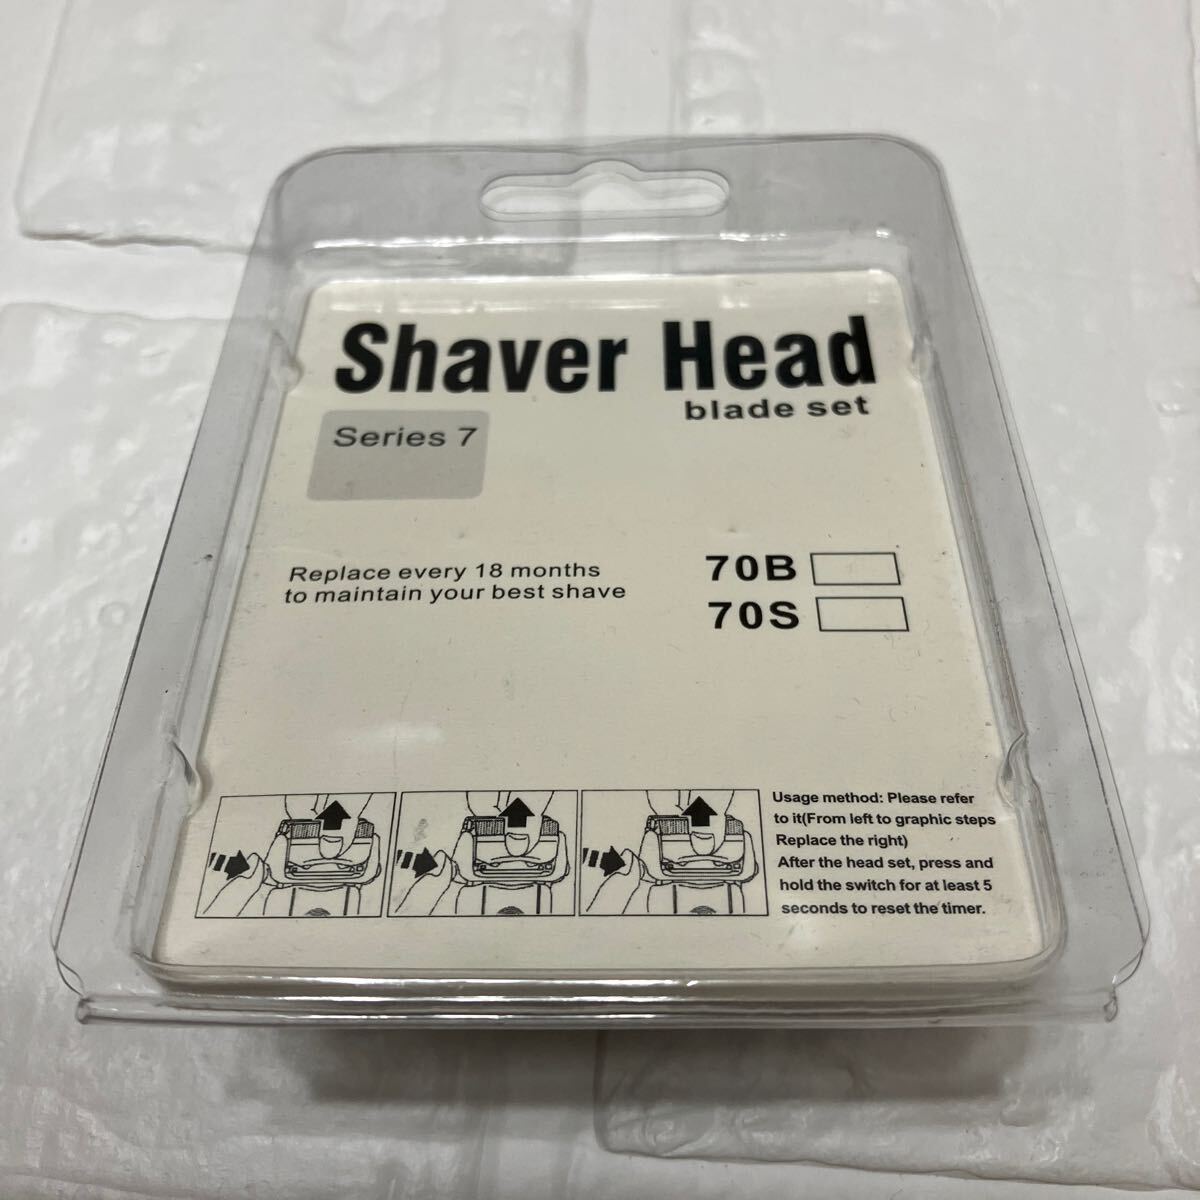 Shaver Head
blade set
Series 7
Replace every 18 months
to maintain your best shave
70B
70S
Usage method: Please refer
to it(From left to graphic steps
Replace the right)
After the head set, press and
hold the switch for at least 5
seconds to reset the timer.